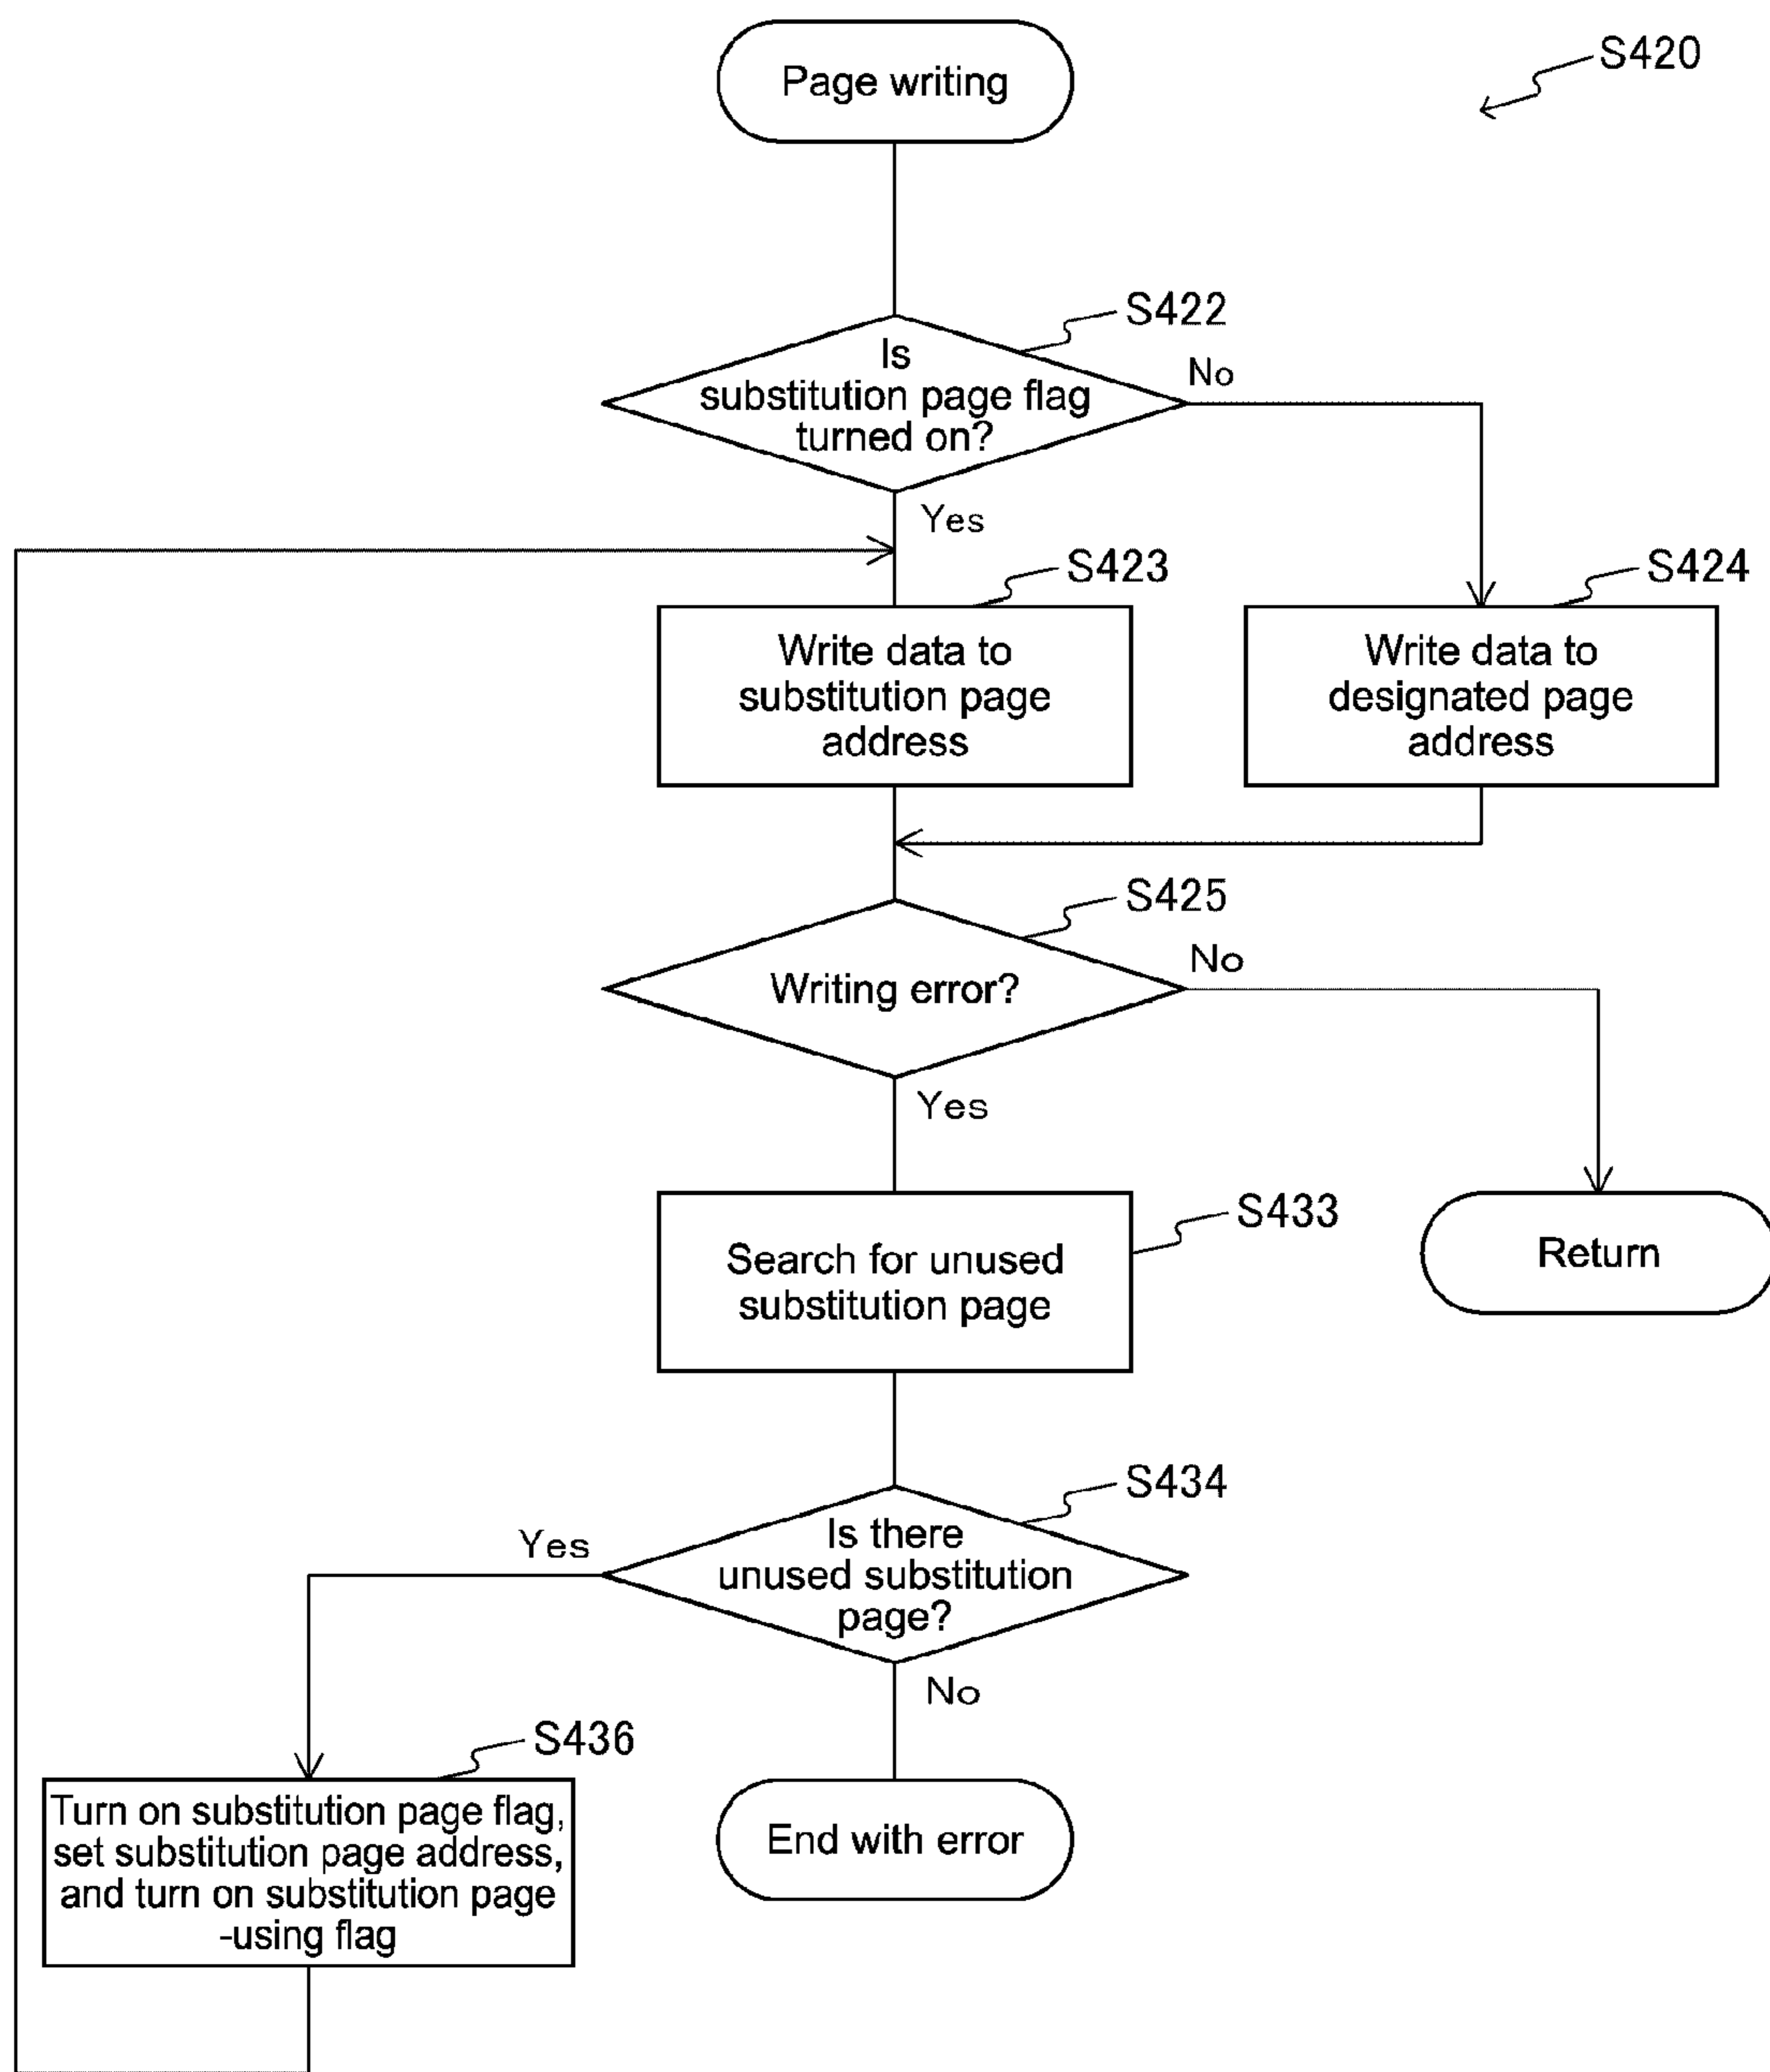 Page writing
S420
S422
Is
substitution page flag
turned on?
No
Yes
S423
S424
Write data to
substitution page
address
Write data to
designated page
address
S425
Writing error?
No
Yes
S433
Search for unused
substitution page
Return
S434
Is there
unused substitution
page?
Yes
No
S436
Turn on substitution page flag,
set substitution page address,
and turn on substitution page
-using flag
End with error